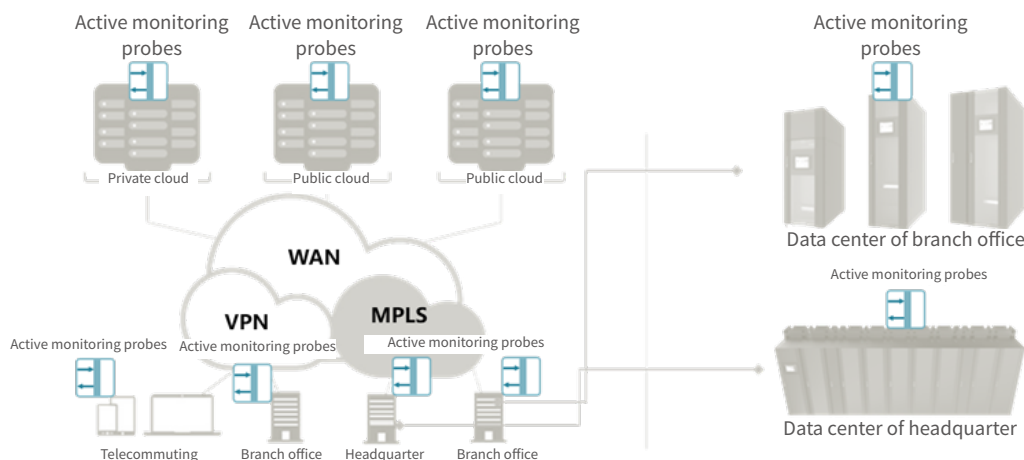 Active monitoring
probes
Active monitoring
probes
Active monitoring
probes
Active monitoring
probes
Private cloud
Public cloud
Public cloud
Data center of branch office
WAN
VPN
MPLS
Active monitoring probes
Active monitoring probes
Active monitoring probes
Active monitoring probes
Data center of headquarter
Telecommuting
Branch office
Headquarter
Branch office